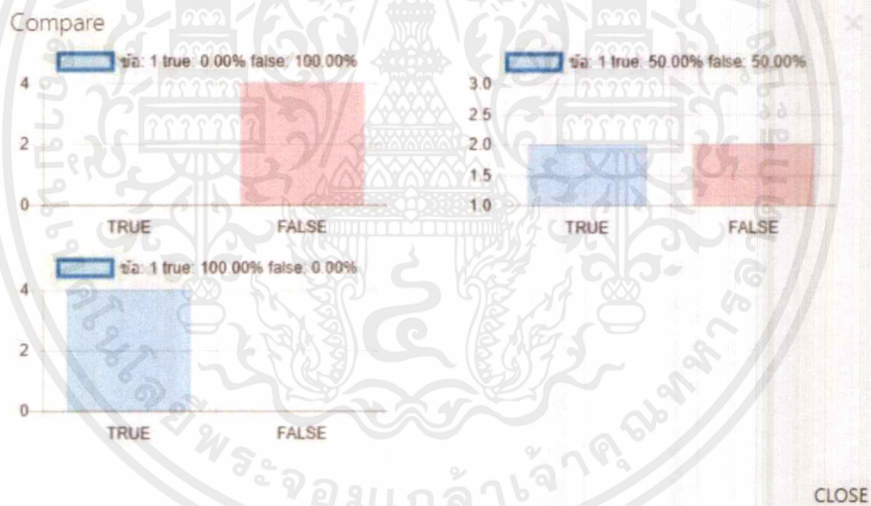 Compare
ข้อ: 1 true: 0.00% false: 100.00%
4
2
0
TRUE FALSE
ข้อ: 1 true: 50.00% false: 50.00%
3.0
2.5
2.0
1.5
1.0
TRUE FALSE
ข้อ: 1 true: 100.00% false: 0.00%
4
2
0
TRUE FALSE
CLOSE